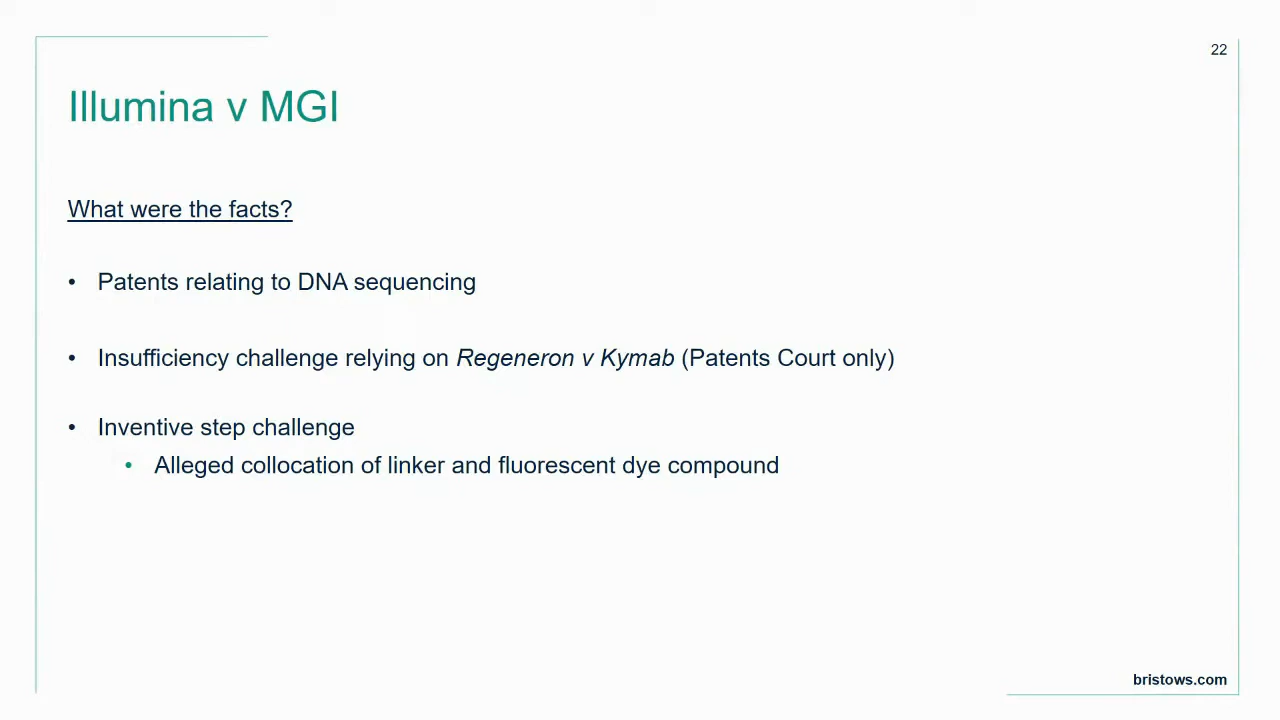 22
Illumina v MGI
What were the facts?
• Patents relating to DNA sequencing
• Insufficiency challenge relying on Regeneron v Kymab (Patents Court only)
• Inventive step challenge
• Alleged collocation of linker and fluorescent dye compound
bristows.com